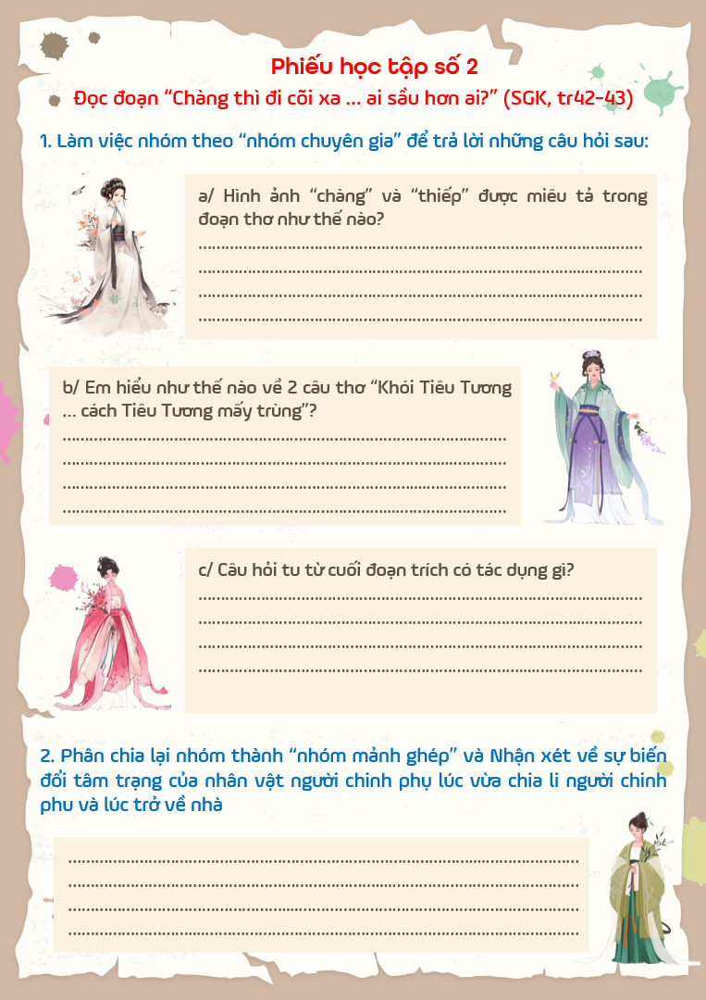 Phiếu học tập số 2
Đọc đoạn “Chàng thì đi cõi xa ... ai sầu hơn ai?” (SGK, tr42-43)
1. Làm việc nhóm theo “nhóm chuyên gia” để trả lời những câu hỏi sau:
a/ Hình ảnh “chàng” và “thiếp” được miêu tả trong
đoạn thơ như thế nào?
b/ Em hiểu như thế nào về 2 câu thơ “Khói Tiêu Tương
... cách Tiêu Tương mấy trùng”?
c/ Câu hỏi tu từ cuối đoạn trích có tác dụng gì?
2. Phân chia lại nhóm thành “nhóm mảnh ghép” và Nhận xét về sự biến
đổi tâm trạng của nhân vật người chinh phụ lúc vừa chia li người chinh
phu và lúc trở về nhà